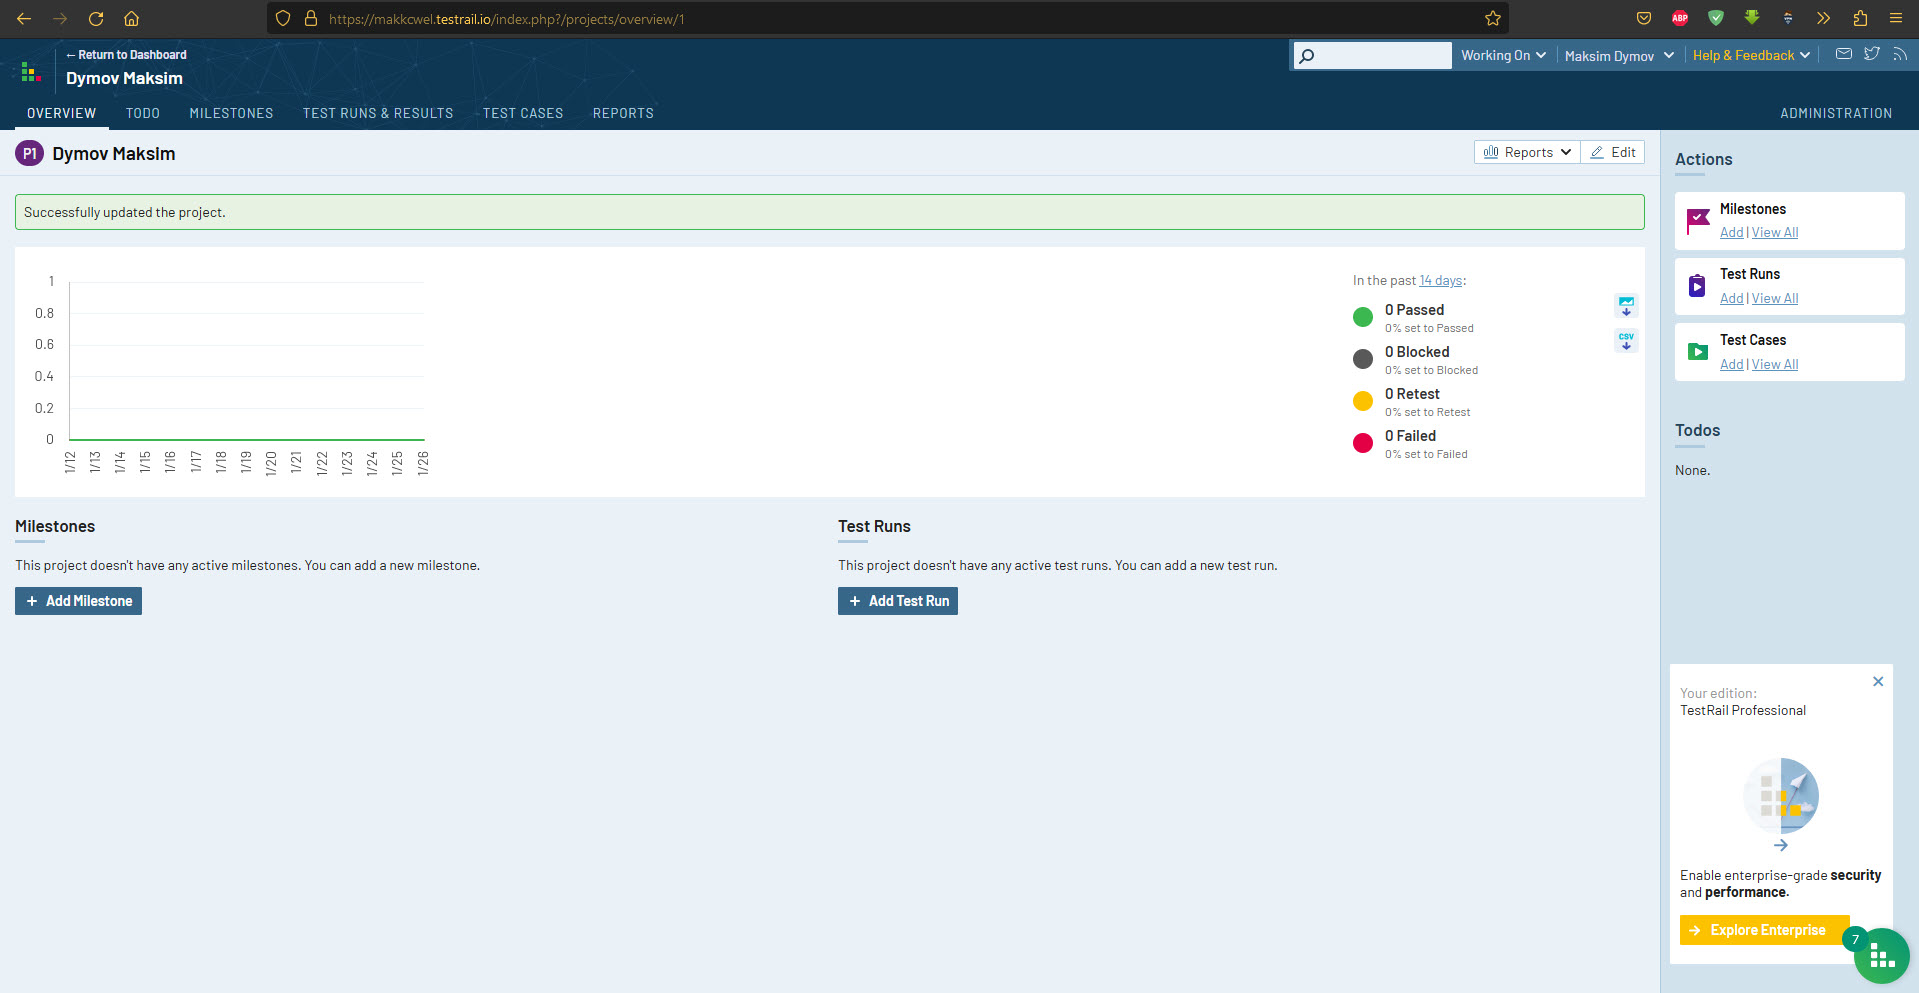 https://makkcwel.testrail.io/index.php?/projects/overview/1
ABP
← Return to Dashboard
Dymov Maksim
Working On
Maksim Dymov
Help & Feedback
OVERVIEW
TODO
MILESTONES
TEST RUNS & RESULTS
TEST CASES
REPORTS
ADMINISTRATION
P1
Dymov Maksim
Reports
Edit
Successfully updated the project.
1
0.8
0.6
0.4
0.2
0
1/12
1/13
1/14
1/15
1/16
1/17
1/18
1/19
1/20
1/21
1/22
1/23
1/24
1/25
1/26
In the past 14 days:
0 Passed
0% set to Passed
0 Blocked
0% set to Blocked
0 Retest
0% set to Retest
0 Failed
0% set to Failed
CSV
Milestones
This project doesn't have any active milestones. You can add a new milestone.
+ Add Milestone
Test Runs
This project doesn't have any active test runs. You can add a new test run.
+ Add Test Run
Actions
Milestones
Add | View All
Test Runs
Add | View All
Test Cases
Add | View All
Todos
None.
Your edition:
TestRail Professional
Enable enterprise-grade security
and performance.
Explore Enterprise
7